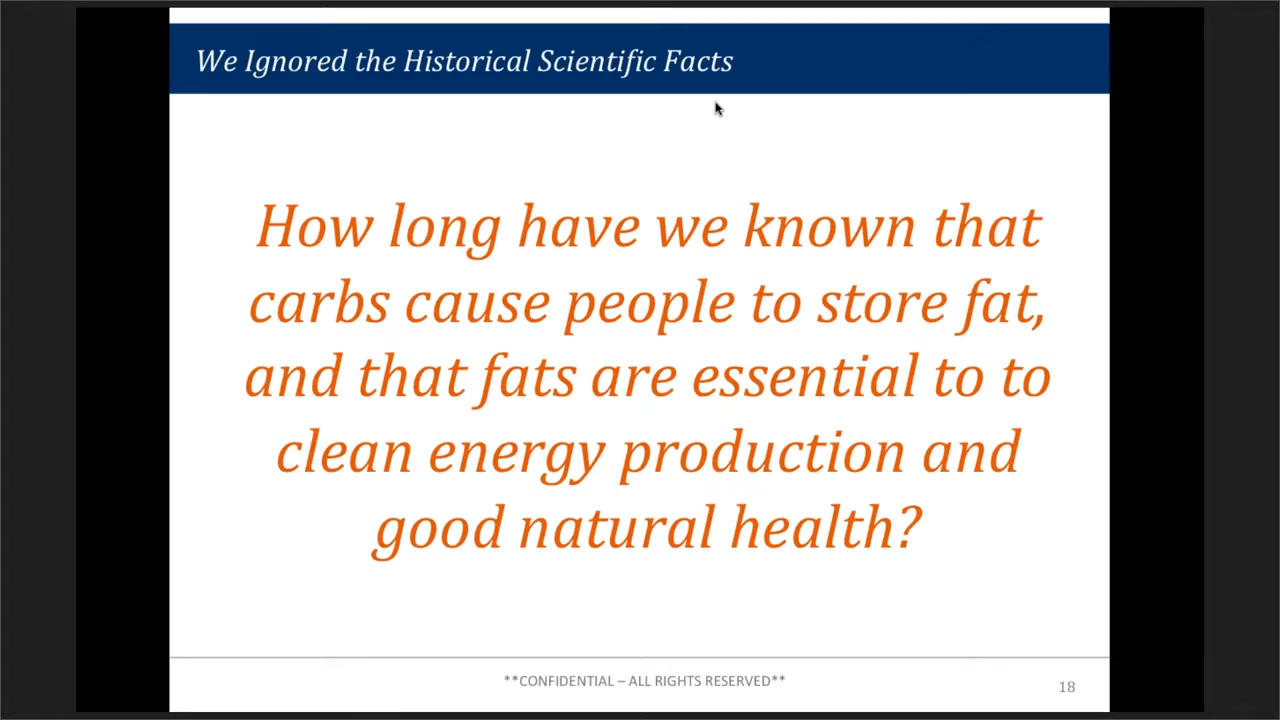 We Ignored the Historical Scientific Facts
How long have we known that
carbs cause people to store fat,
and that fats are essential to to
clean energy production and
good natural health?
**CONFIDENTIAL – ALL RIGHTS RESERVED**
18